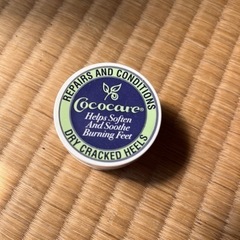 REPAIRS AND CONDITIONS
Cococare®
Helps Soften
And Soothe
Burning Feet
DRY CRACKED HEELS